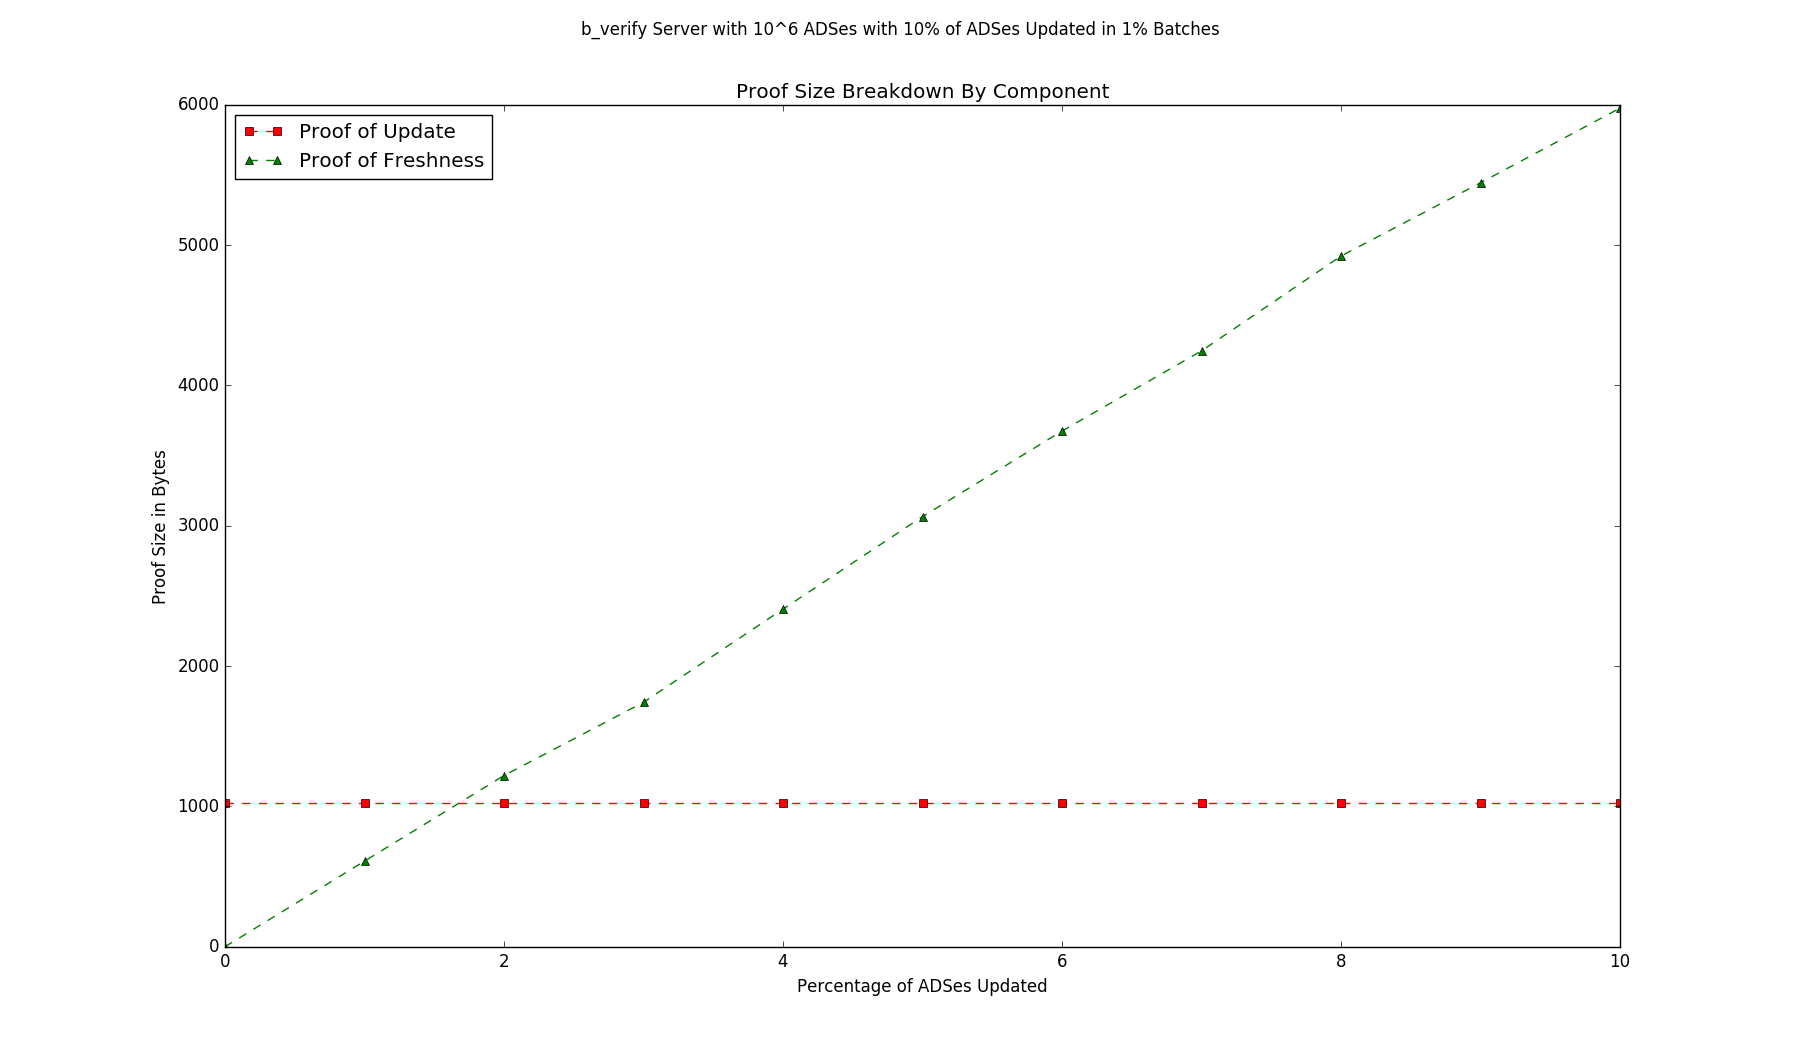 b_verify Server with 10^6 ADSes with 10% of ADSes Updated in 1% Batches
Proof Size Breakdown By Component
Proof of Update
Proof of Freshness
6000
5000
4000
3000
2000
1000
0
Proof Size in Bytes
0 2 4 6 8 10
Percentage of ADSes Updated